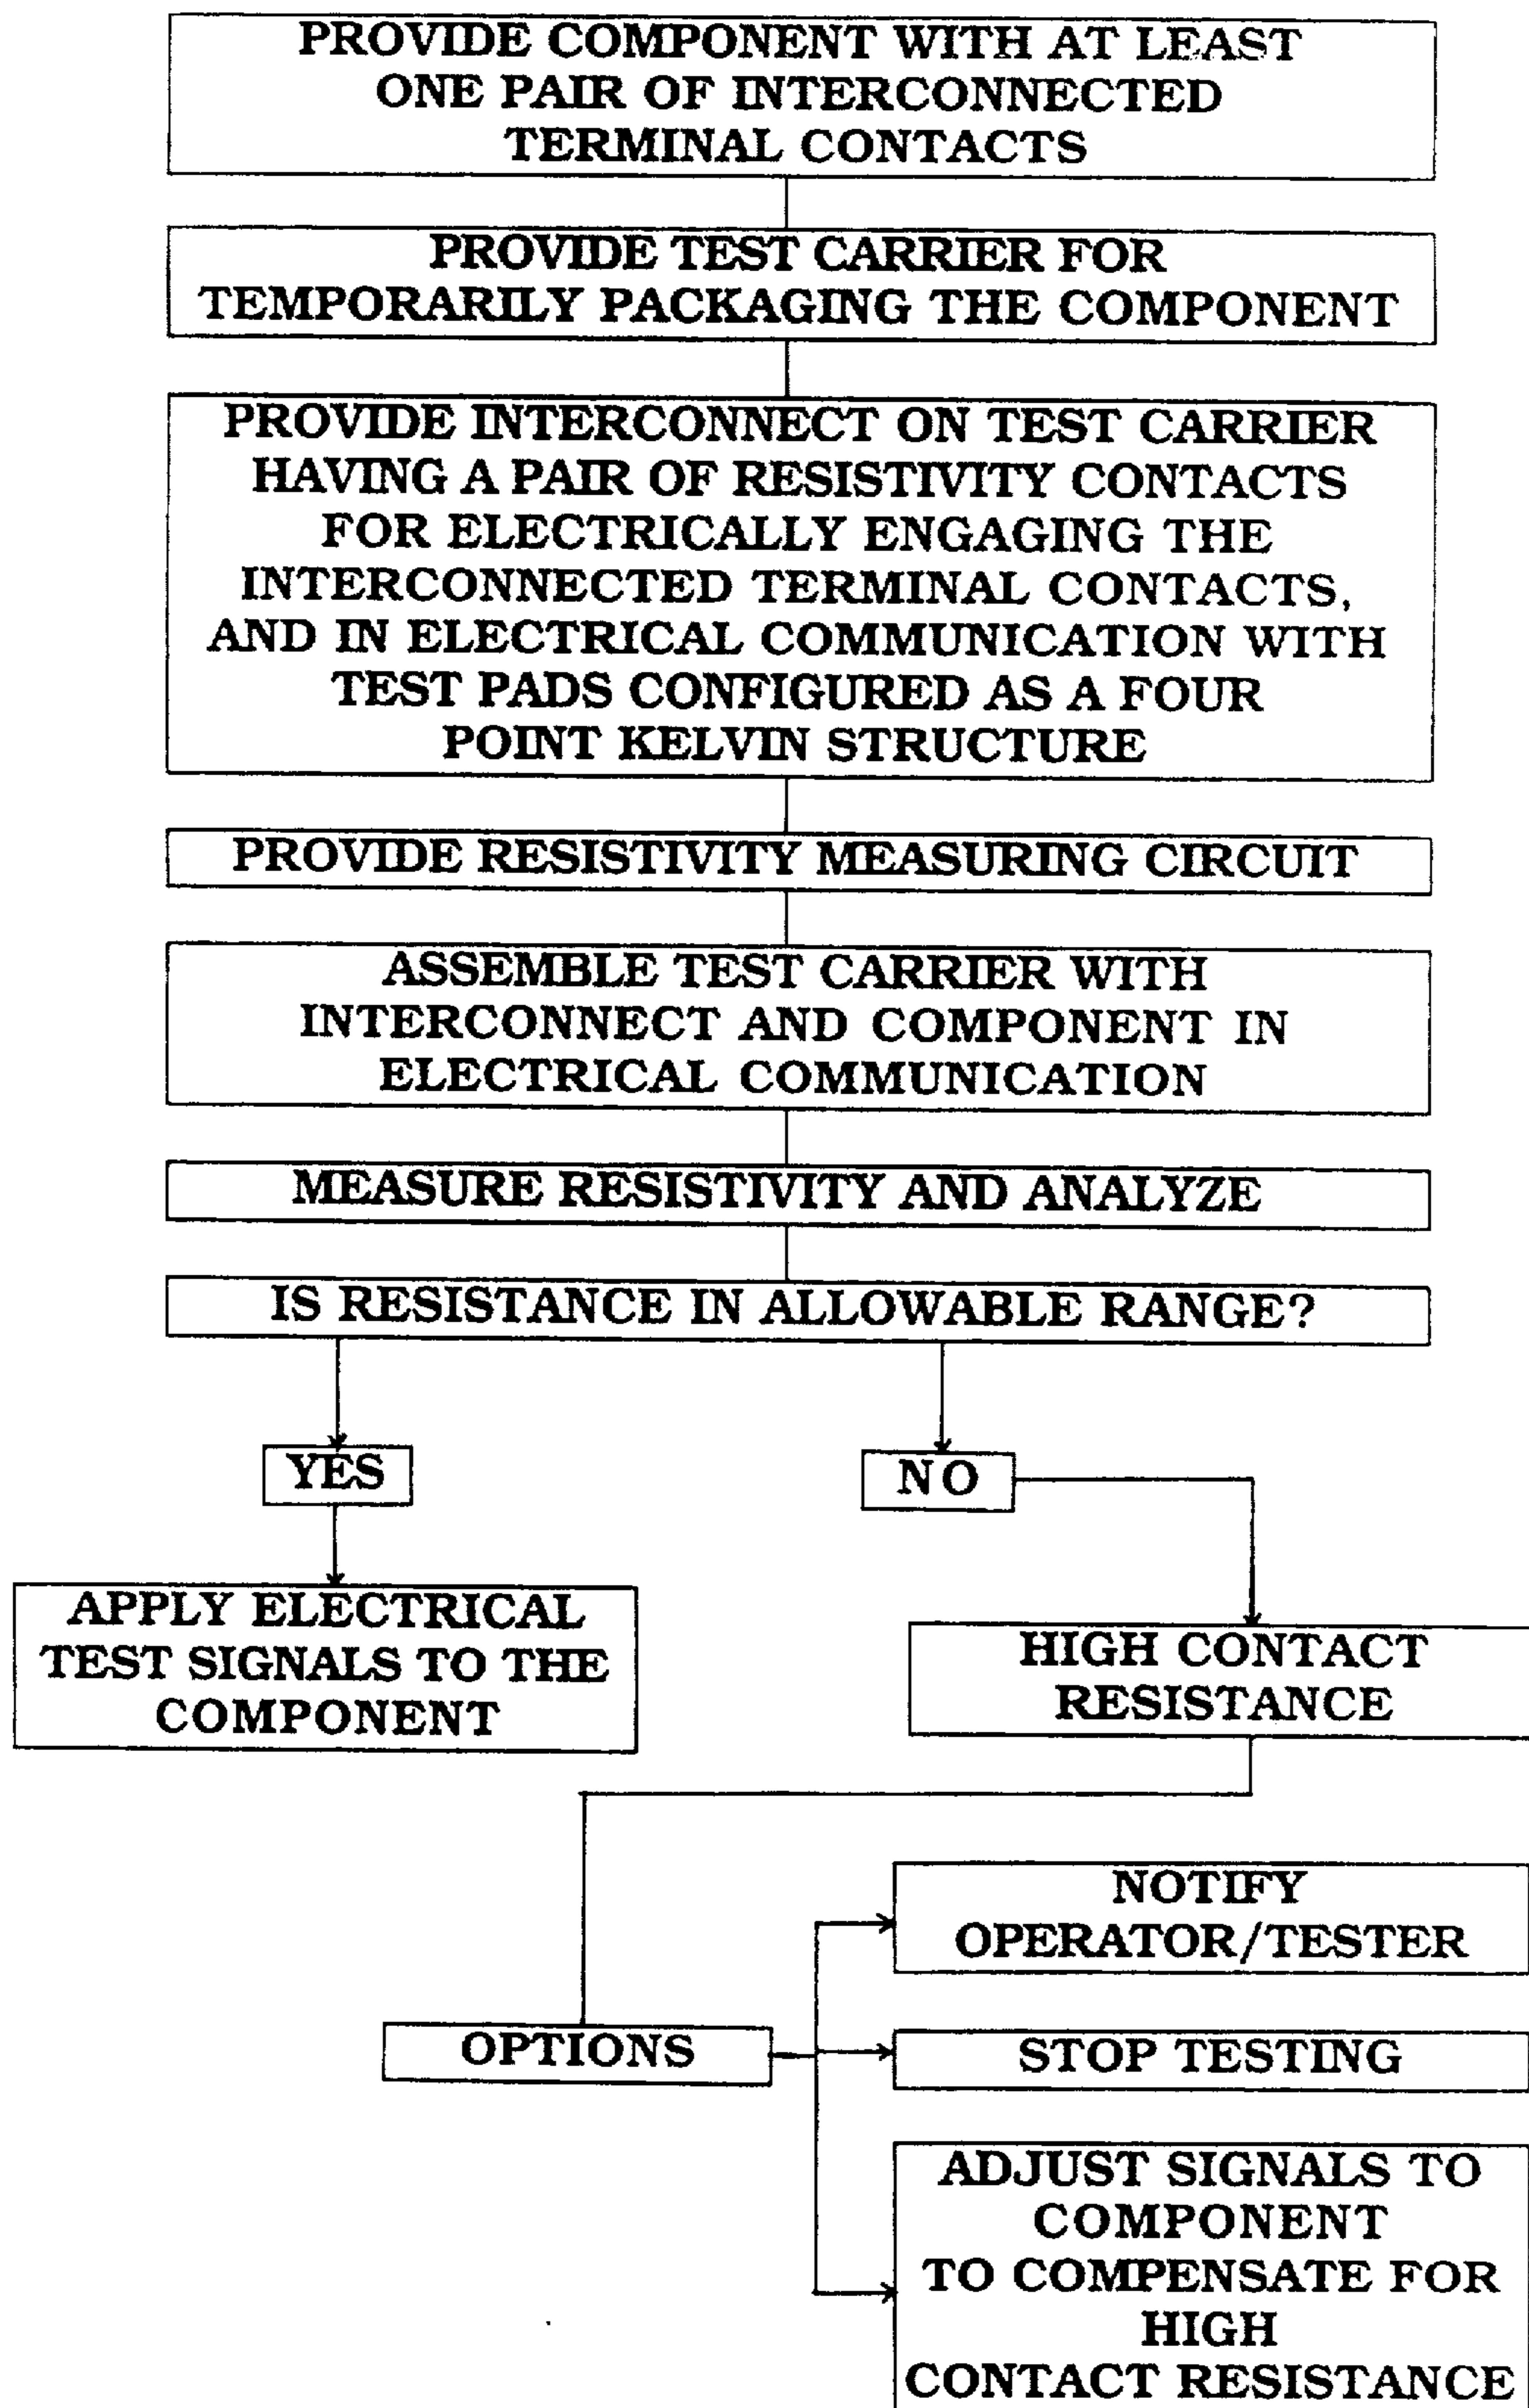 PROVIDE COMPONENT WITH AT LEAST
ONE PAIR OF INTERCONNECTED
TERMINAL CONTACTS
PROVIDE TEST CARRIER FOR
TEMPORARILY PACKAGING THE COMPONENT
PROVIDE INTERCONNECT ON TEST CARRIER
HAVING A PAIR OF RESISTIVITY CONTACTS
FOR ELECTRICALLY ENGAGING THE
INTERCONNECTED TERMINAL CONTACTS,
AND IN ELECTRICAL COMMUNICATION WITH
TEST PADS CONFIGURED AS A FOUR
POINT KELVIN STRUCTURE
PROVIDE RESISTIVITY MEASURING CIRCUIT
ASSEMBLE TEST CARRIER WITH
INTERCONNECT AND COMPONENT IN
ELECTRICAL COMMUNICATION
MEASURE RESISTIVITY AND ANALYZE
IS RESISTANCE IN ALLOWABLE RANGE?
YES
NO
APPLY ELECTRICAL
TEST SIGNALS TO THE
COMPONENT
HIGH CONTACT
RESISTANCE
OPTIONS
NOTIFY
OPERATOR/TESTER
STOP TESTING
ADJUST SIGNALS TO
COMPONENT
TO COMPENSATE FOR
HIGH
CONTACT RESISTANCE